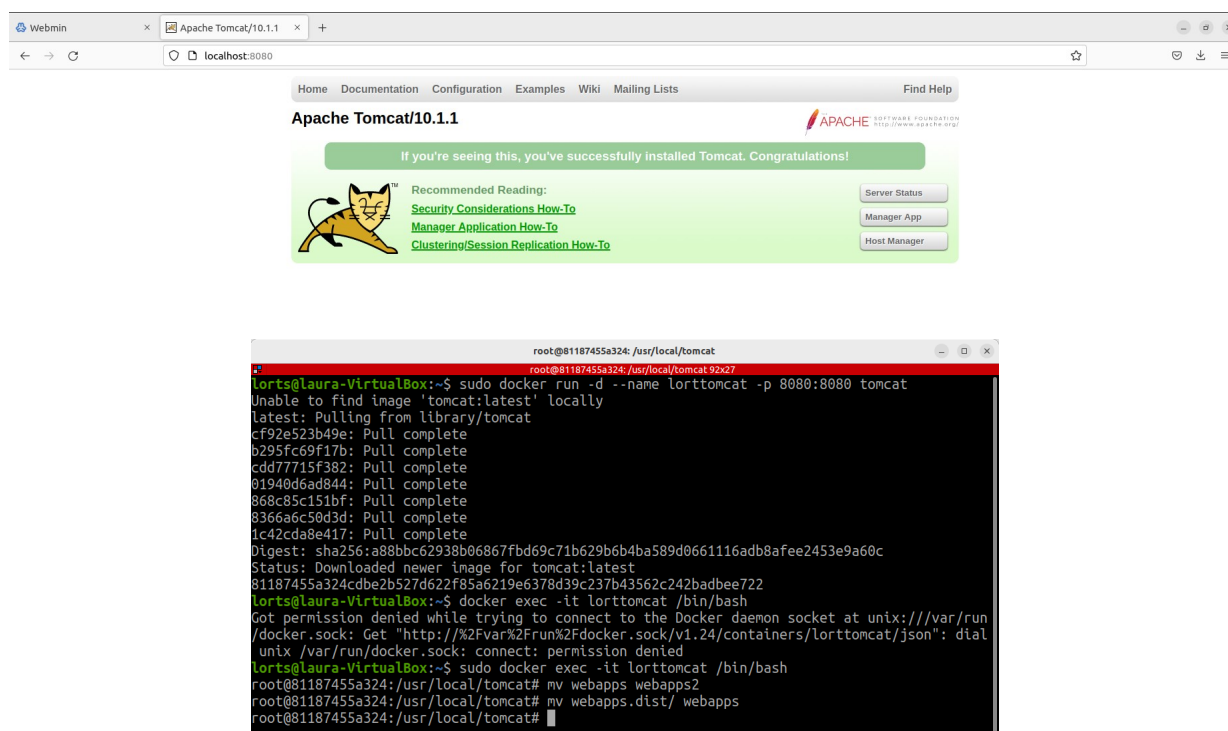 Webmin × Apache Tomcat/10.1.1 × +
localhost:8080
Home Documentation Configuration Examples Wiki Mailing Lists Find Help
Apache Tomcat/10.1.1
APACHE SOFTWARE FOUNDATION
http://www.apache.org/
If you're seeing this, you've successfully installed Tomcat. Congratulations!
TM
Recommended Reading:
Security Considerations How-To
Manager Application How-To
Clustering/Session Replication How-To
Server Status
Manager App
Host Manager
root@81187455a324: /usr/local/tomcat
root@81187455a324: /usr/local/tomcat 92x27
lorts@laura-VirtualBox:~$ sudo docker run -d --name lorttomcat -p 8080:8080 tomcat
Unable to find image 'tomcat:latest' locally
latest: Pulling from library/tomcat
cf92e523b49e: Pull complete
b295fc69f17b: Pull complete
cdd77715f382: Pull complete
01940d6ad844: Pull complete
868c85c151bf: Pull complete
8366a6c50d3d: Pull complete
1c42cda8e417: Pull complete
Digest: sha256:a88bbc62938b06867fbd69c71b629b6b4ba589d0661116adb8afee2453e9a60c
Status: Downloaded newer image for tomcat:latest
81187455a324cdbe2b527d622f85a6219e6378d39c237b43562c242badbee722
lorts@laura-VirtualBox:~$ docker exec -it lorttomcat /bin/bash
Got permission denied while trying to connect to the Docker daemon socket at unix:///var/run
/docker.sock: Get "http://%2Fvar%2Frun%2Fdocker.sock/v1.24/containers/lorttomcat/json": dial
unix /var/run/docker.sock: connect: permission denied
lorts@laura-VirtualBox:~$ sudo docker exec -it lorttomcat /bin/bash
root@81187455a324:/usr/local/tomcat# mv webapps webapps2
root@81187455a324:/usr/local/tomcat# mv webapps.dist/ webapps
root@81187455a324:/usr/local/tomcat#